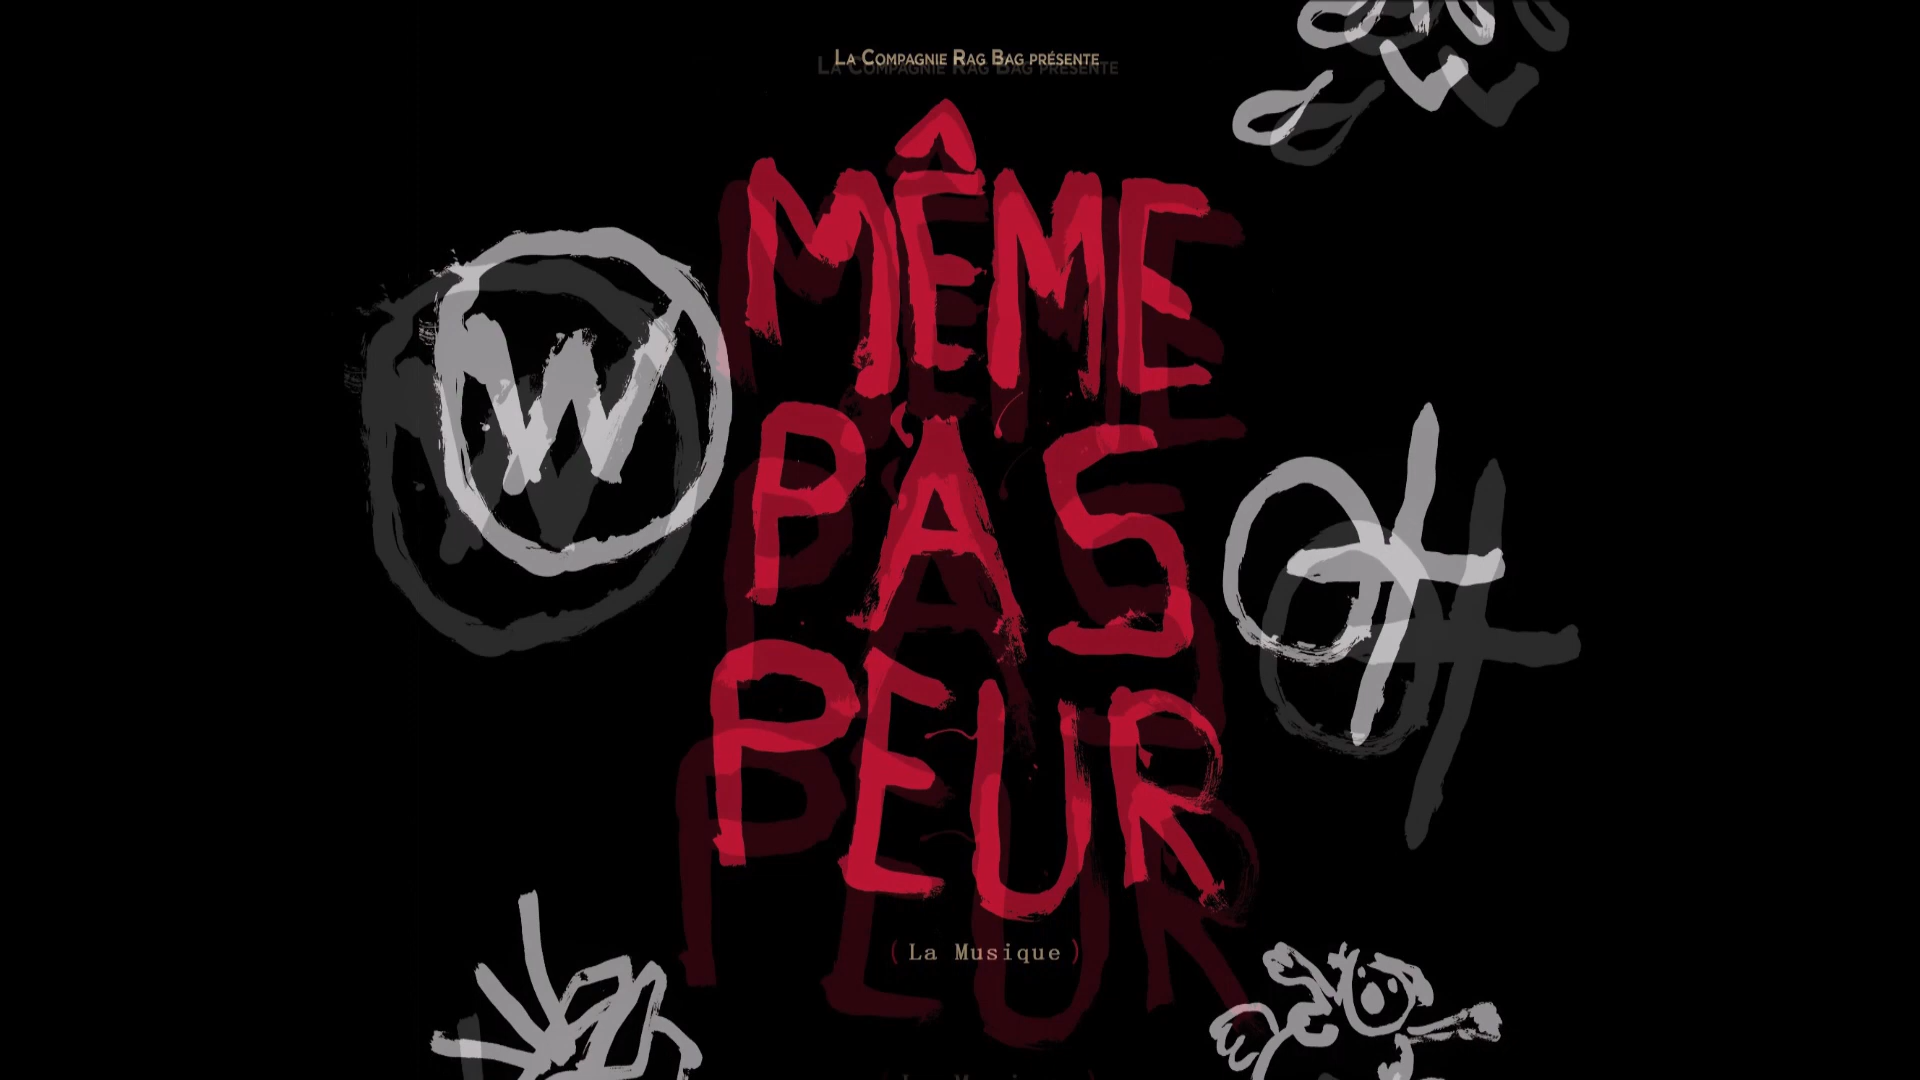 La Compagnie Rag Bag présente
MÊME
W
PAS
PEUR
(La Musique)